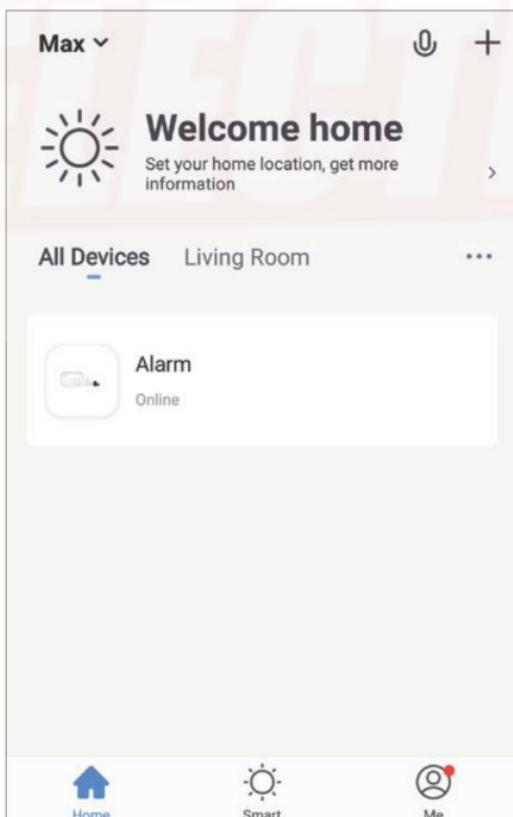 Max
Welcome home
Set your home location, get more
information
All Devices Living Room
Alarm
Online
Home Smart Me